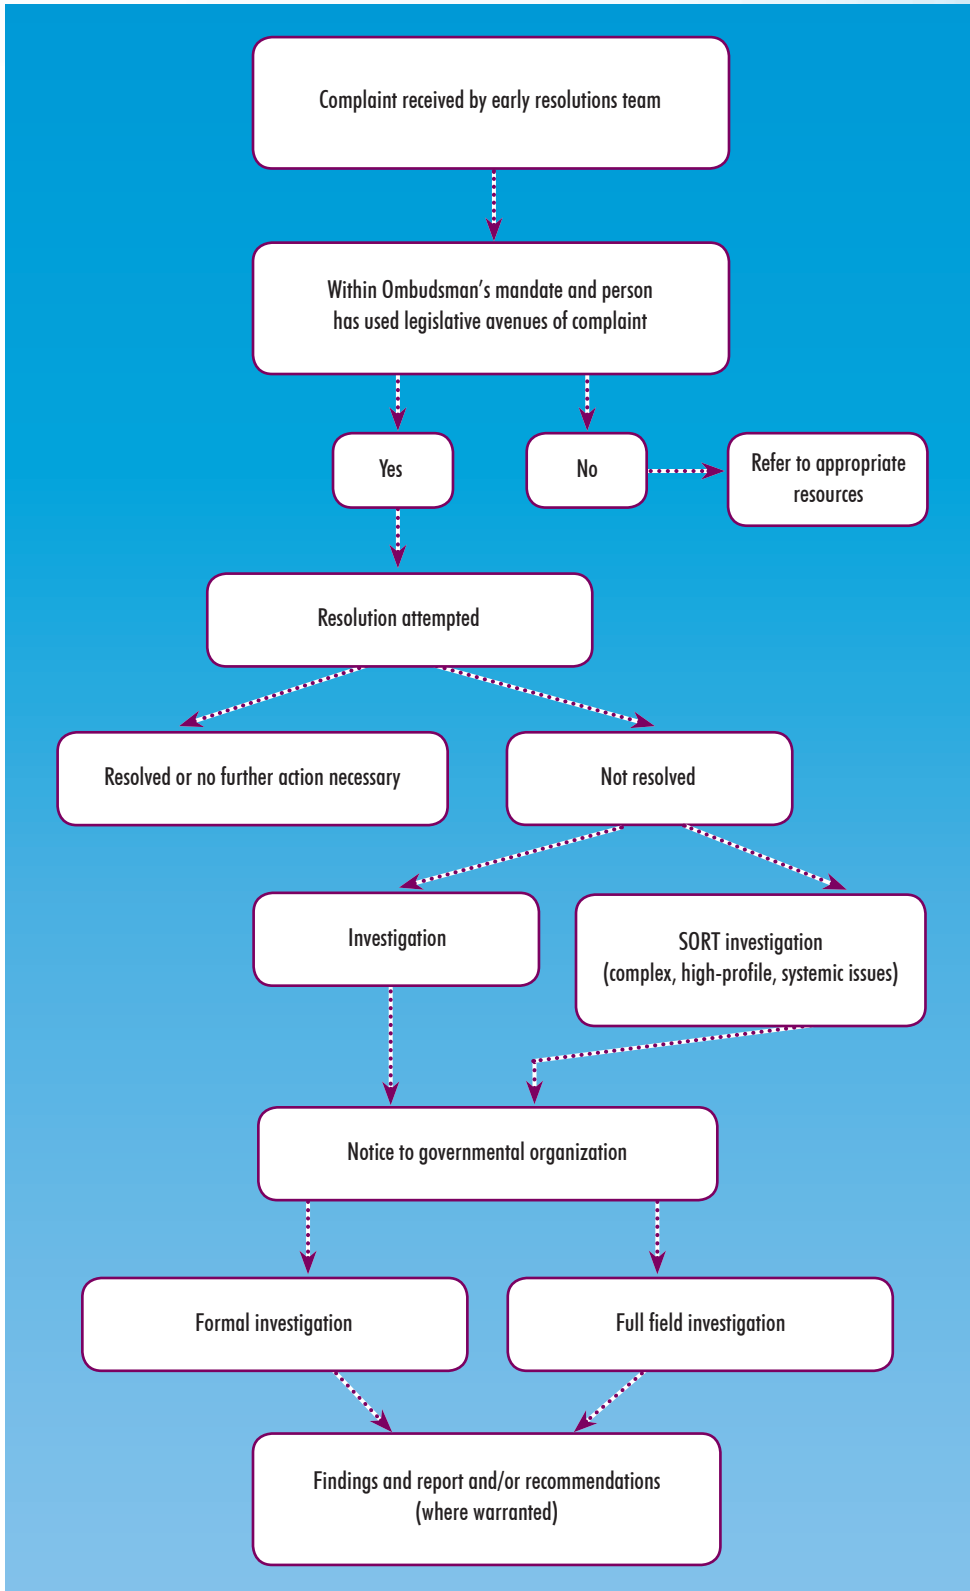 Complaint received by early resolutions team
Within Ombudsman’s mandate and person
has used legislative avenues of complaint
Yes
No
Refer to appropriate
resources
Resolution attempted
Resolved or no further action necessary
Not resolved
Investigation
SORT investigation
(complex, high-profile, systemic issues)
Notice to governmental organization
Formal investigation
Full field investigation
Findings and report and/or recommendations
(where warranted)